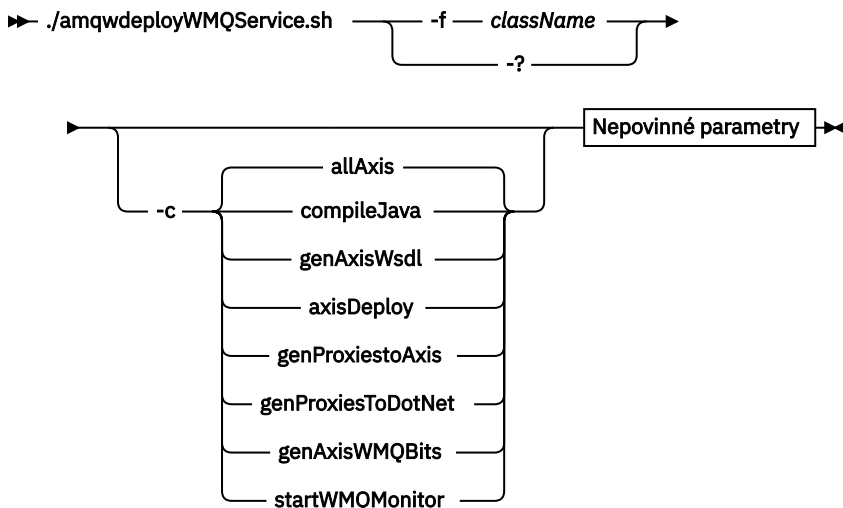 ./amqwdeployWMQService.sh -f className
-?
Nepovinné parametry
allAxis
-c compileJava
genAxisWsdl
axisDeploy
genProxiestoAxis
genProxiesToDotNet
genAxisWMQBits
startWMQMonitor